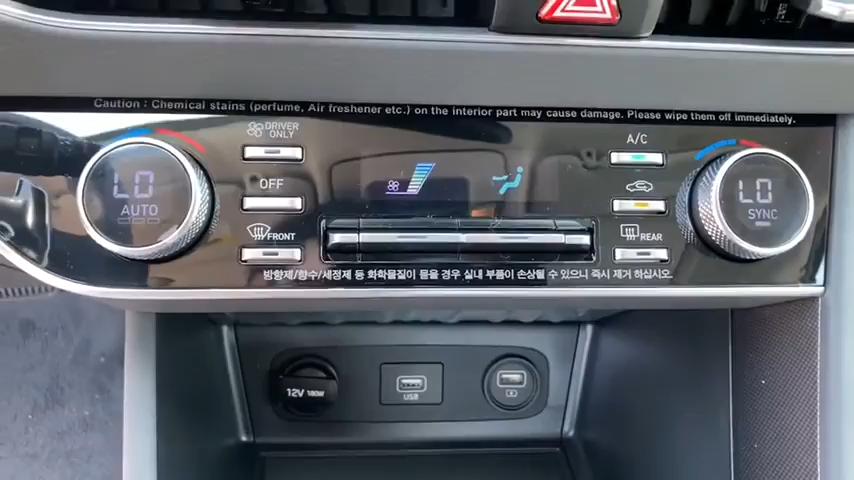 Caution : Chemical stains (perfume, Air freshener etc.) On the interior part may cause damage. Please wipe them off immediately.
DRIVER
ONLY
A/C
LO
AUTO
OFF
LO
SYNC
FRONT
REAR
방향제/향수/세정제 등 화학물질이 묻을 경우 실내 부품이 손상될 수 있으니 즉시 제거 하십시오.
12V 180W
USB